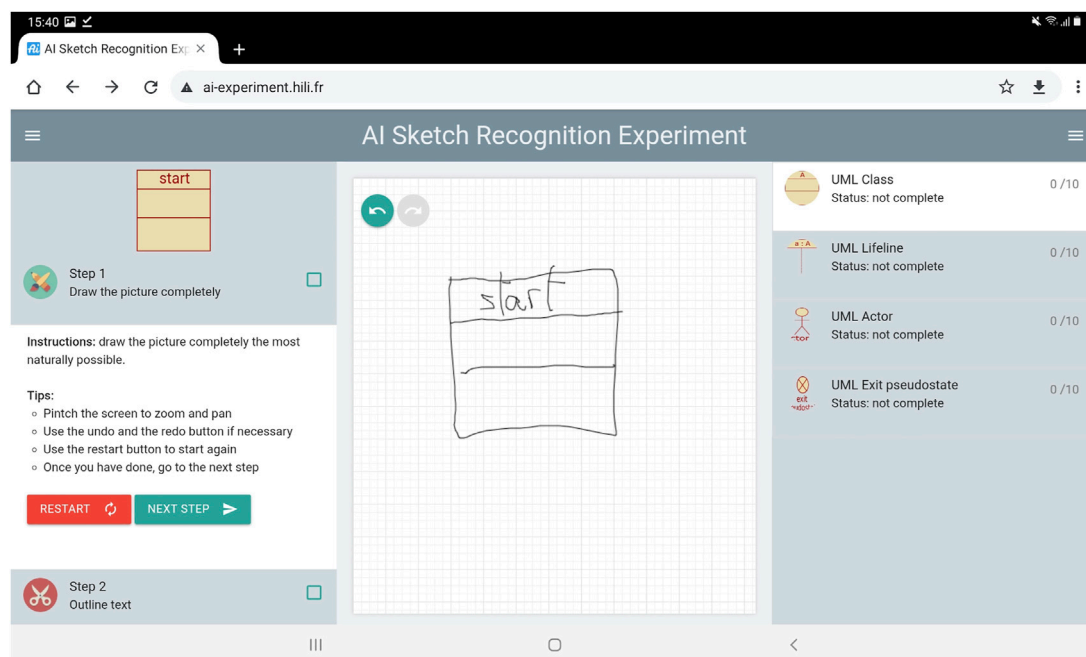 15:40
AI Sketch Recognition Exp
ai-experiment.hili.fr
AI Sketch Recognition Experiment
start
Step 1
Draw the picture completely
Instructions: draw the picture completely the most
naturally possible.
Tips:
Pintch the screen to zoom and pan
Use the undo and the redo button if necessary
Use the restart button to start again
Once you have done, go to the next step
RESTART
NEXT STEP
Step 2
Outline text
start
A
UML Class
Status: not complete
0 /10
a : A
UML Lifeline
Status: not complete
0 /10
UML Actor
Status: not complete
0 /10
ctor
exit
UML Exit pseudostate
Status: not complete
0 /10